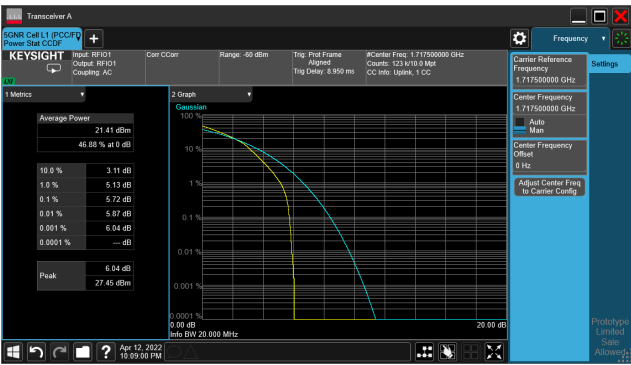 Transceiver A
5GNR Cell L1 (PCC/FD
Power Stat CCDF
Frequency
KEYSIGHT
LXI
Input: RFIO1
Output: RFIO1
Coupling: AC
Corr CCorr
Range: -60 dBm
Trig: Prot Frame
Aligned
Trig Delay: 8.950 ms
#Center Freq: 1.717500000 GHz
Counts: 123 k/10.0 Mpt
CC Info: Uplink, 1 CC
1 Metrics
Average Power
21.41 dBm
46.88 % at 0 dB
10.0 % 3.11 dB
1.0 % 5.13 dB
0.1 % 5.72 dB
0.01 % 5.87 dB
0.001 % 6.04 dB
0.0001 % --- dB
Peak
6.04 dB
27.45 dBm
2 Graph
Gaussian
100 %
10 %
1 %
0.1 %
0.01 %
0.001 %
0.0001 %
0.00 dB
20.00 dB
Info BW 20.000 MHz
Carrier Reference
Frequency
1.717500000 GHz
Center Frequency
1.717500000 GHz
Auto
Man
Center Frequency
Offset
0 Hz
Adjust Center Freq
to Carrier Config
Settings
Prototype
Limited
Sale
Allowed
?
Apr 12, 2022
10:09:00 PM